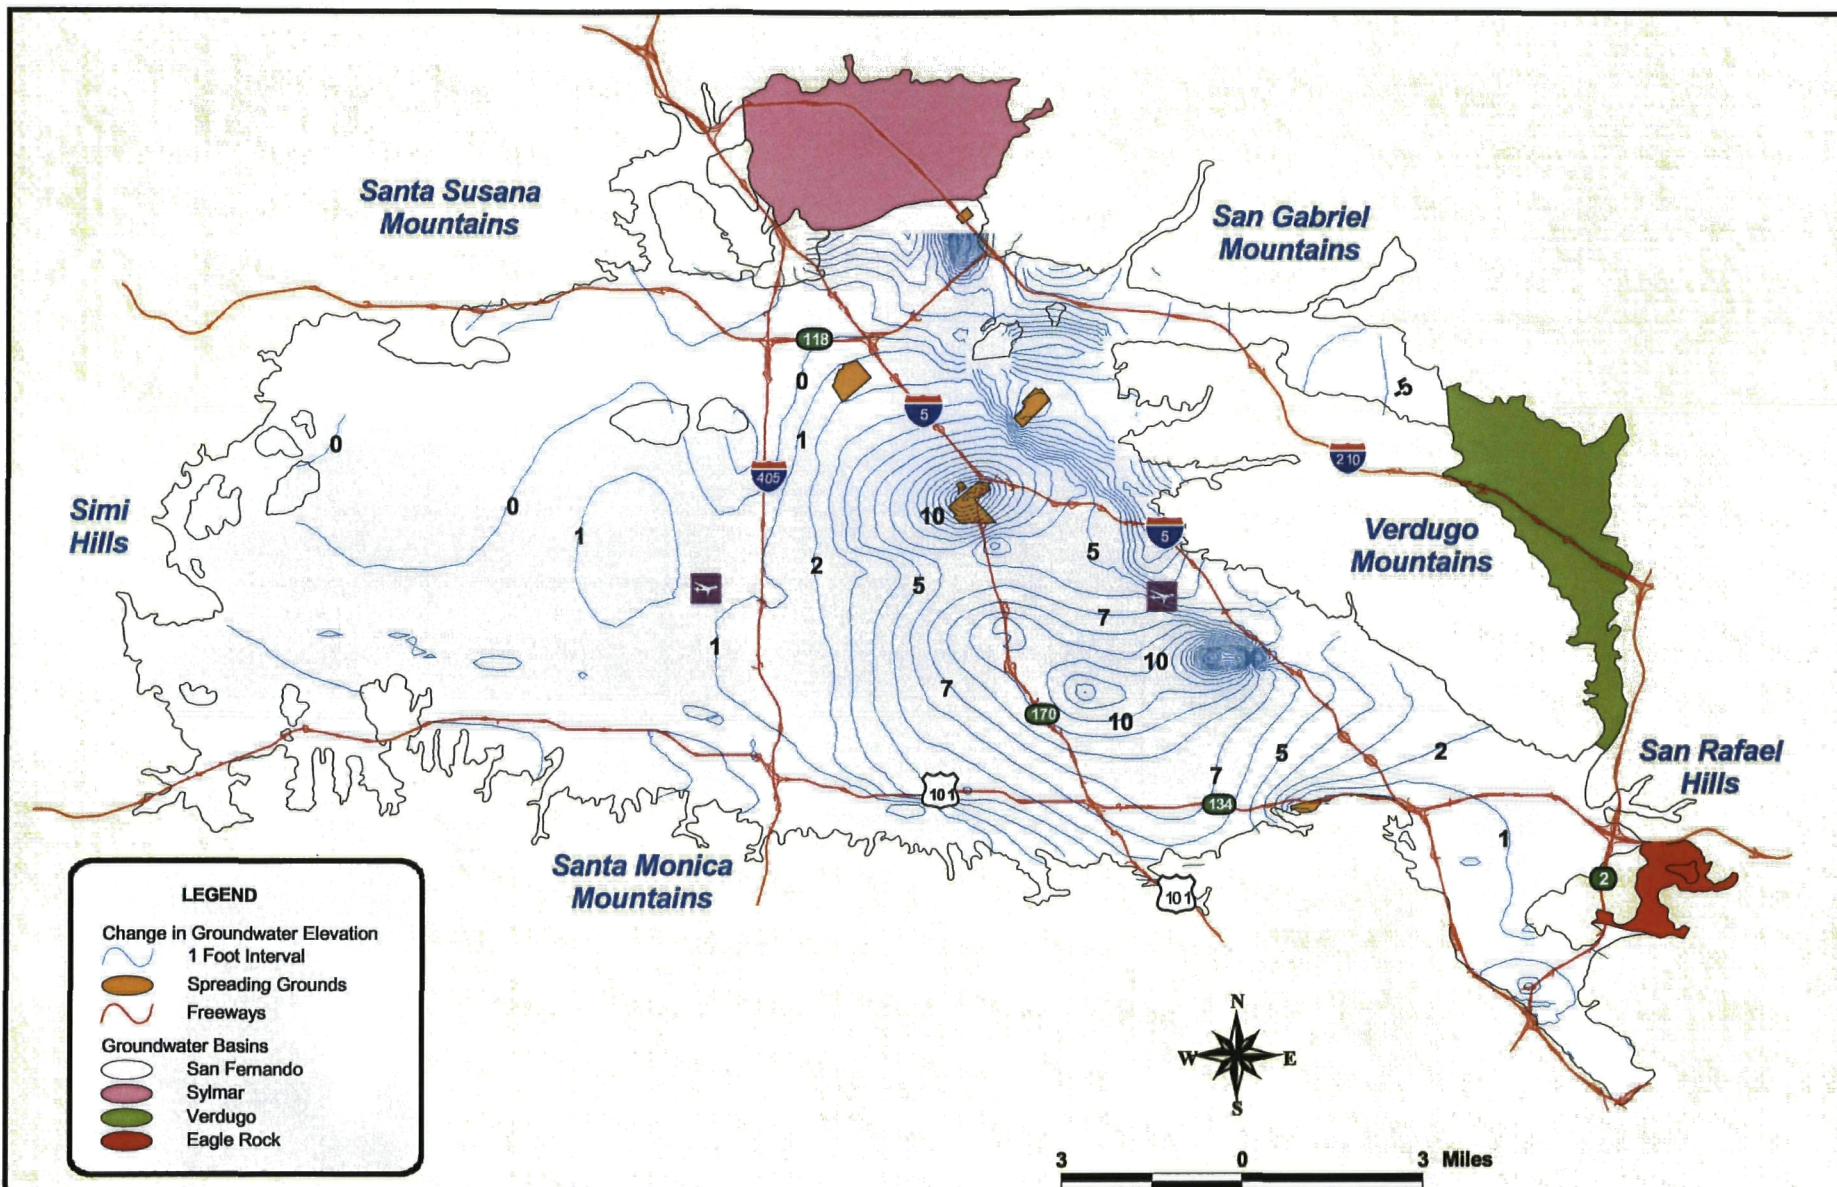 Santa Susana
Mountains
San Gabriel
Mountains
118
0
.5
5
0
1
210
405
0
Simi
Hills
10
1
5
Verdugo
Mountains
5
2
5
7
1
10
7
170
10
San Rafael
Hills
5
2
7
101
134
1
Santa Monica
Mountains
2
101
LEGEND
Change in Groundwater Elevation
1 Foot Interval
Spreading Grounds
Freeways
Groundwater Basins
San Fernando
Sylmar
Verdugo
Eagle Rock
N
W
E
S
3 0 3 Miles